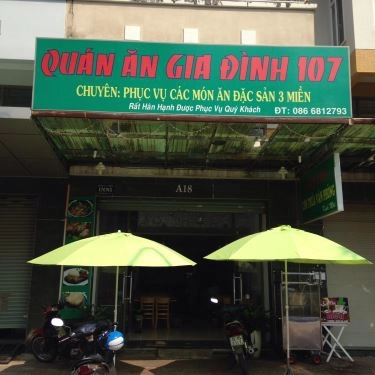 QUÁN ĂN GIA ĐÌNH 107
CHUYÊN: PHỤC VỤ CÁC MÓN ĂN ĐẶC SẢN 3 MIỀN
Rất Hân Hạnh Được Phục Vụ Quý Khách ĐT: 086 6812793
A18